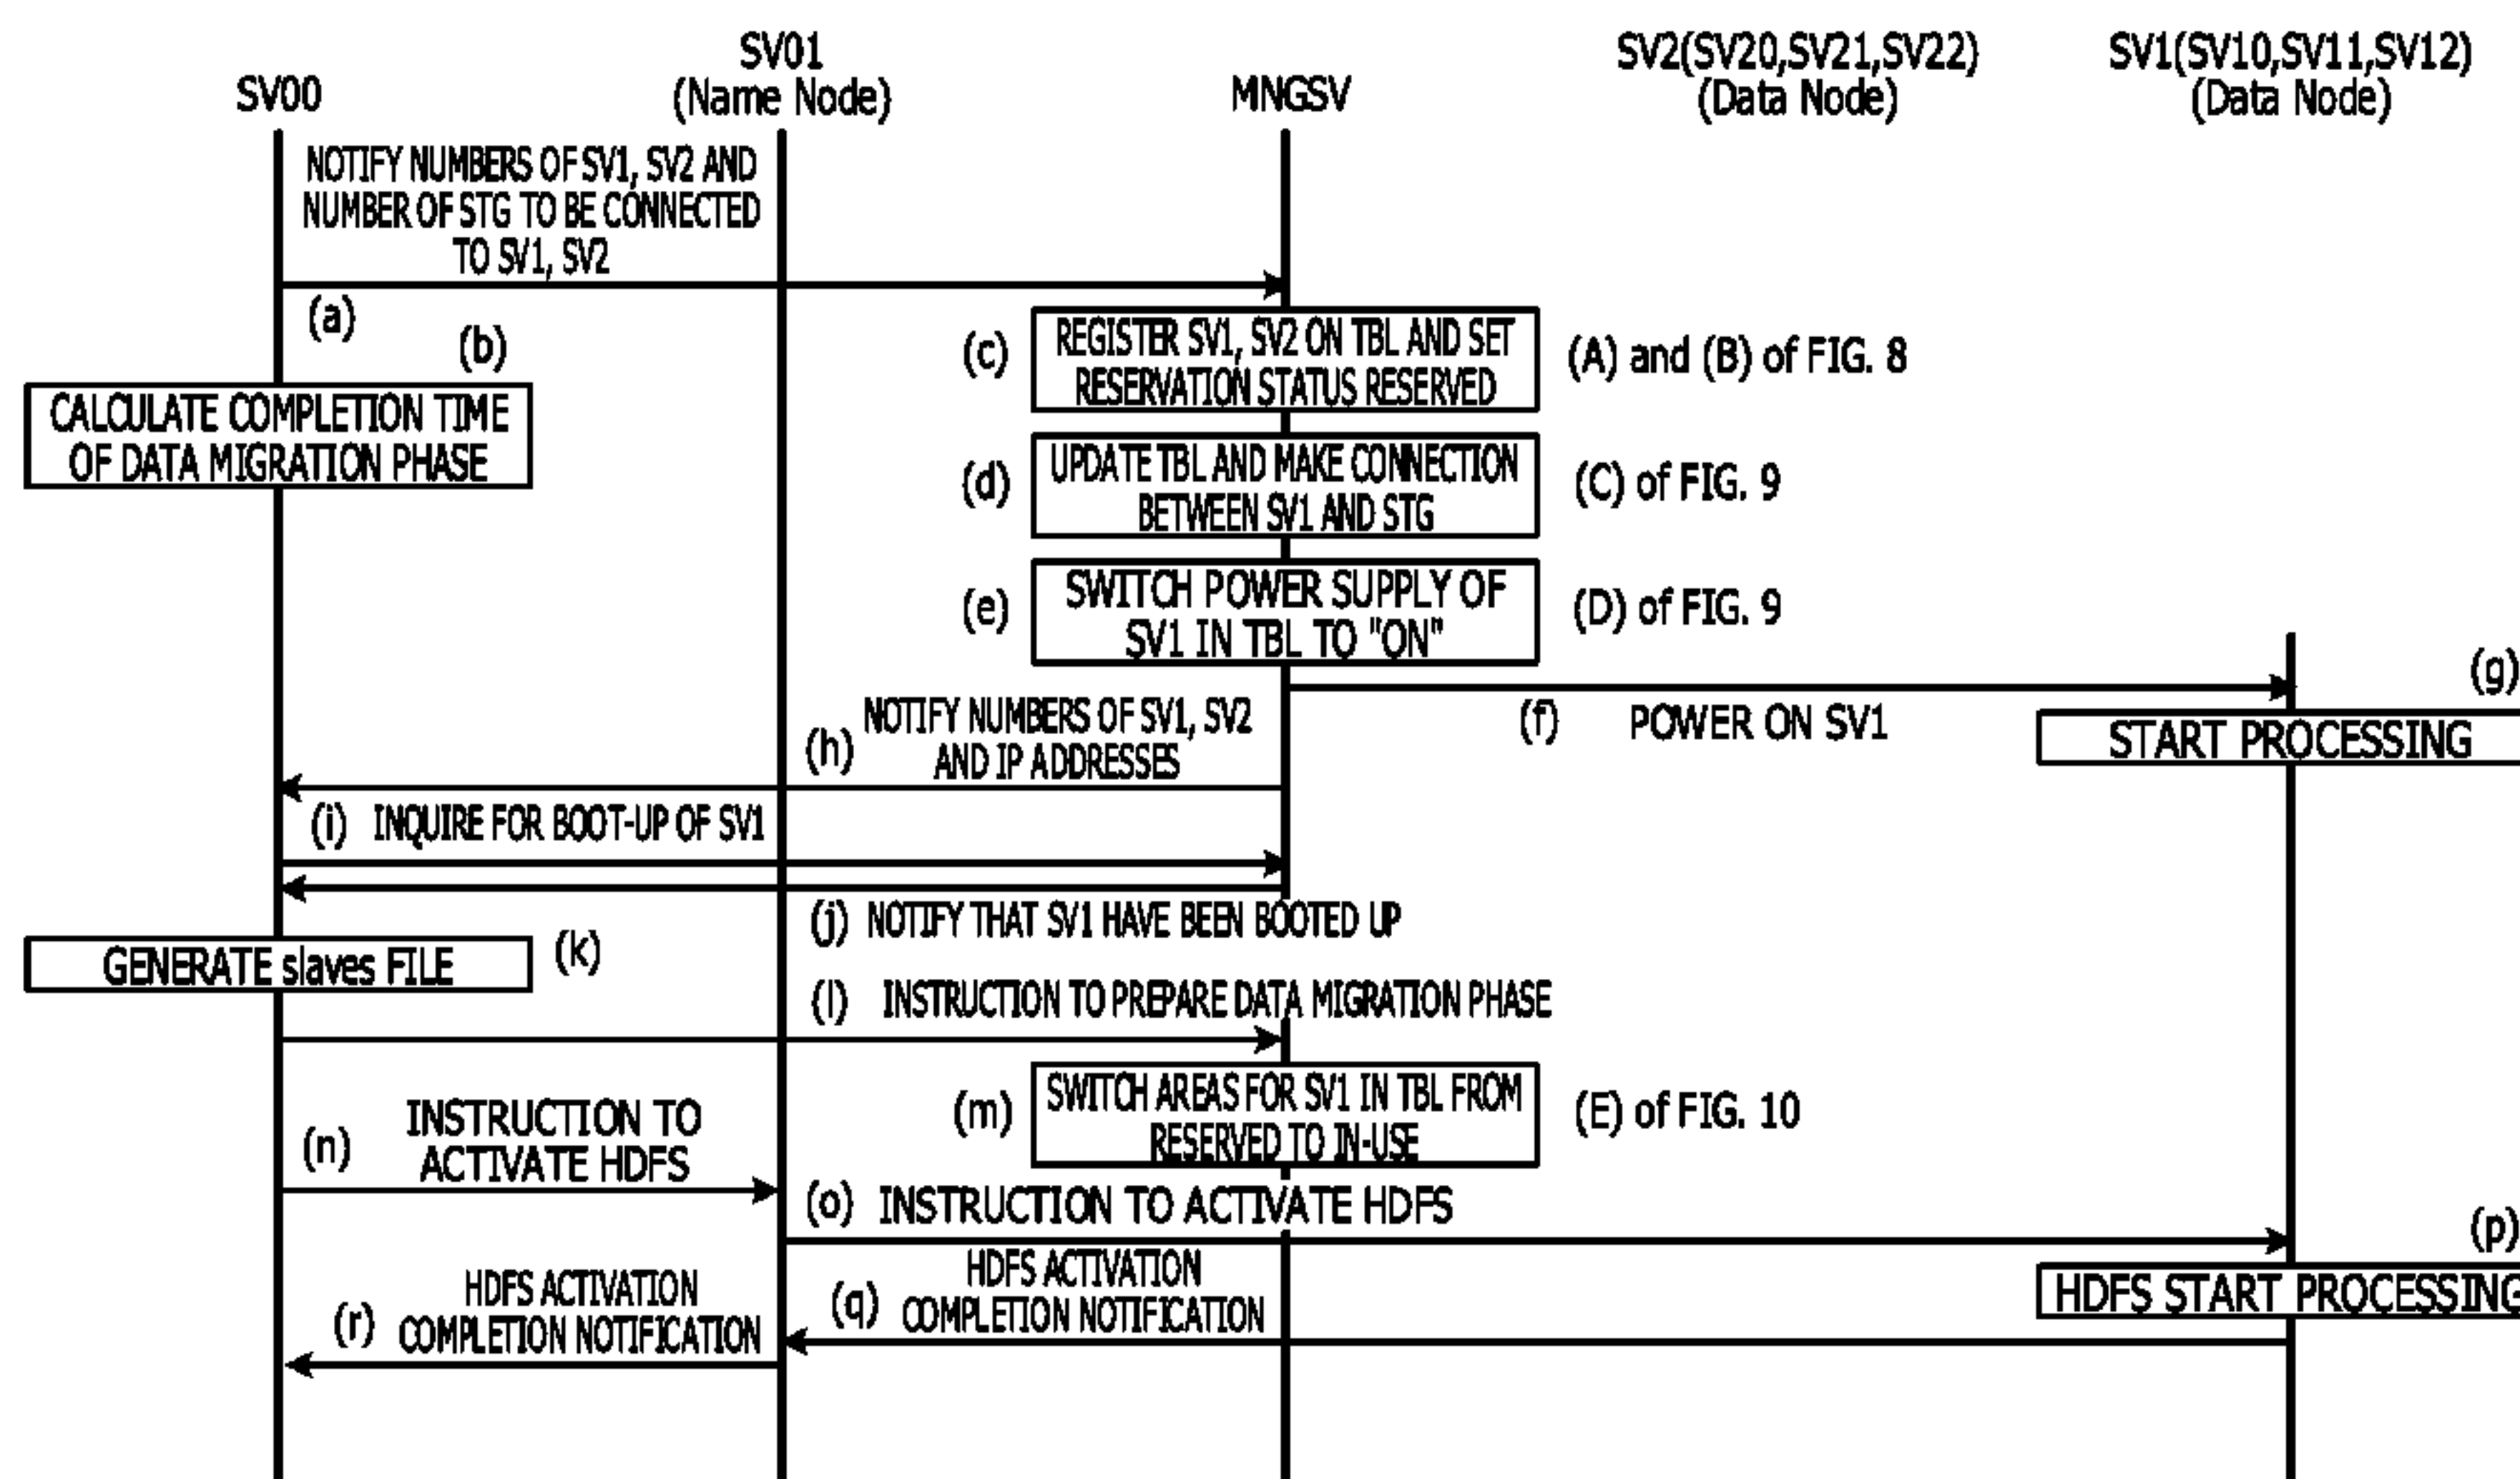 SV00
SV01
(Name Node)
MNGSV
SV2(SV20,SV21,SV22)
(Data Node)
SV1(SV10,SV11,SV12)
(Data Node)
NOTIFY NUMBERS OF SV1, SV2 AND
NUMBER OF STG TO BE CONNECTED
TO SV1, SV2
(a)
(b)
CALCULATE COMPLETION TIME
OF DATA MIGRATION PHASE
(c)
REGISTER SV1, SV2 ON TBL AND SET
RESERVATION STATUS RESERVED
(A) and (B) of FIG. 8
(d)
UPDATE TBL AND MAKE CONNECTION
BETWEEN SV1 AND STG
(C) of FIG. 9
(e)
SWITCH POWER SUPPLY OF
SV1 IN TBL TO "ON"
(D) of FIG. 9
(f) POWER ON SV1
(g)
START PROCESSING
(h)
NOTIFY NUMBERS OF SV1, SV2
AND IP ADDRESSES
(i) INQUIRE FOR BOOT-UP OF SV1
(j) NOTIFY THAT SV1 HAVE BEEN BOOTED UP
GENERATE slaves FILE
(k)
(l) INSTRUCTION TO PREPARE DATA MIGRATION PHASE
(m)
SWITCH AREAS FOR SV1 IN TBL FROM
RESERVED TO IN-USE
(E) of FIG. 10
(n)
INSTRUCTION TO
ACTIVATE HDFS
(o) INSTRUCTION TO ACTIVATE HDFS
(p)
HDFS START PROCESSING
(q)
HDFS ACTIVATION
COMPLETION NOTIFICATION
(r)
HDFS ACTIVATION
COMPLETION NOTIFICATION